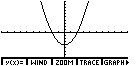 y(x)= WIND ZOOM TRACE GRAPH